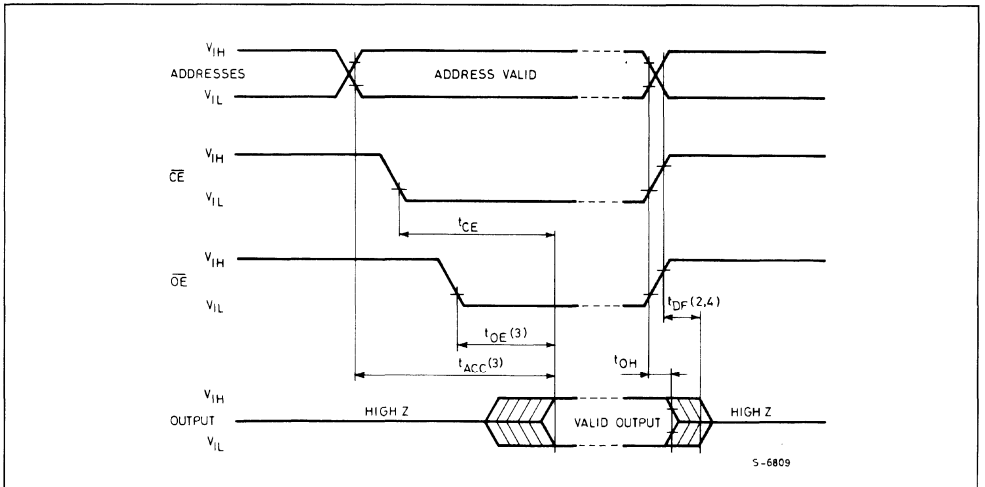 V_IH
ADDRESSES
ADDRESS VALID
V_IL
V_IH
CE
V_IL
t_CE
V_IH
OE
V_IL
t_DF(2,4)
t_OE(3)
t_OH
t_ACC(3)
V_IH
HIGH Z
HIGH Z
OUTPUT
VALID OUTPUT
V_IL
S-6809